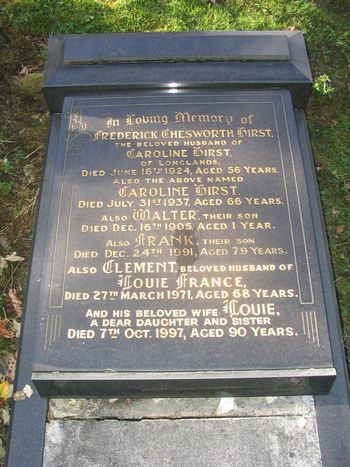 In Loving Memory of
FREDERICK CHESWORTH HIRST,
THE BELOVED HUSBAND OF
CAROLINE HIRST,
OF LONGLANDS,
DIED JUNE 16TH 1924, AGED 56 YEARS.
ALSO THE ABOVE NAMED
CAROLINE HIRST
DIED JULY 31ST 1937, AGED 66 YEARS.
ALSO WALTER, THEIR SON
DIED DEC. 16TH 1905, AGED 1 YEAR.
ALSO FRANK, THEIR SON
DIED DEC. 24TH 1991, AGED 79 YEARS.
ALSO CLEMENT, BELOVED HUSBAND OF
LOUIE FRANCE,
DIED 27TH MARCH 1971, AGED 68 YEARS.
AND HIS BELOVED WIFE LOUIE,
A DEAR DAUGHTER AND SISTER
DIED 7TH OCT. 1997, AGED 90 YEARS.